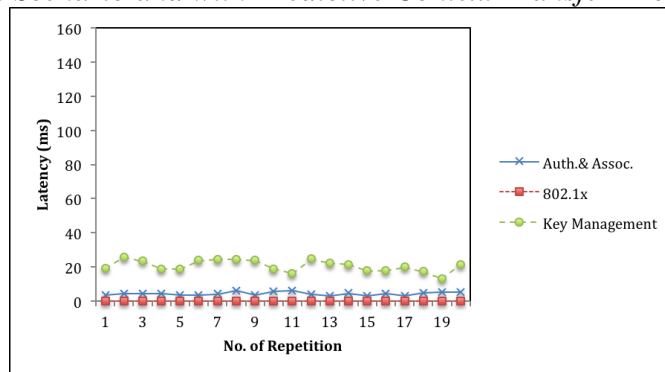 160
140
120
100
80
60
40
20
0
Latency (ms)
1 3 5 7 9 11 13 15 17 19
No. of Repetition
Auth.& Assoc.
802.1x
Key Management